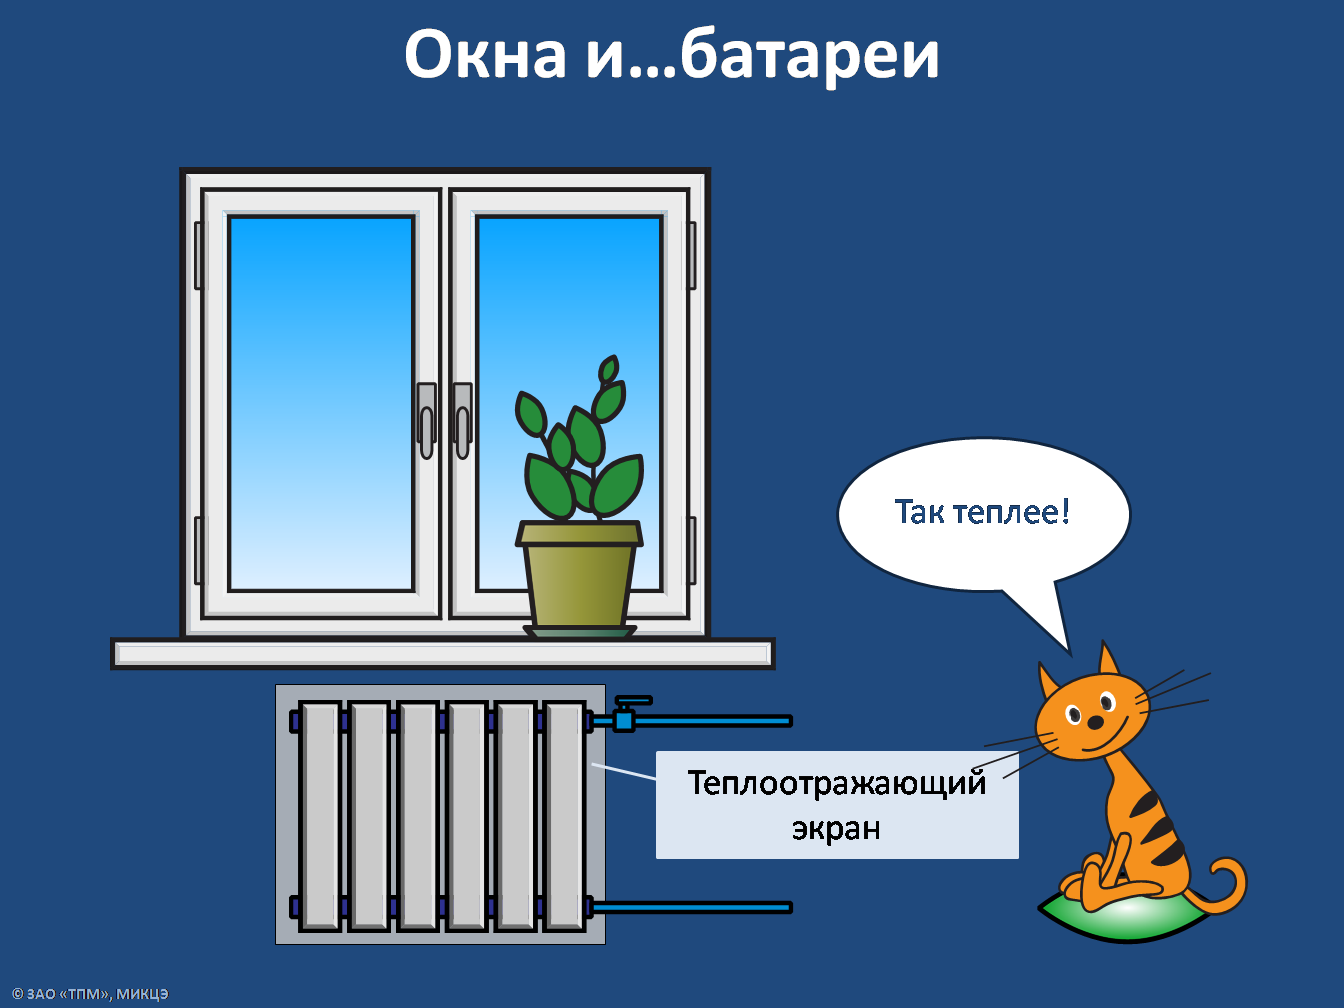 Окна и…батареи
Так теплее!
Теплоотражающий
экран
© ЗАО «ТПМ», МИКЦЭ